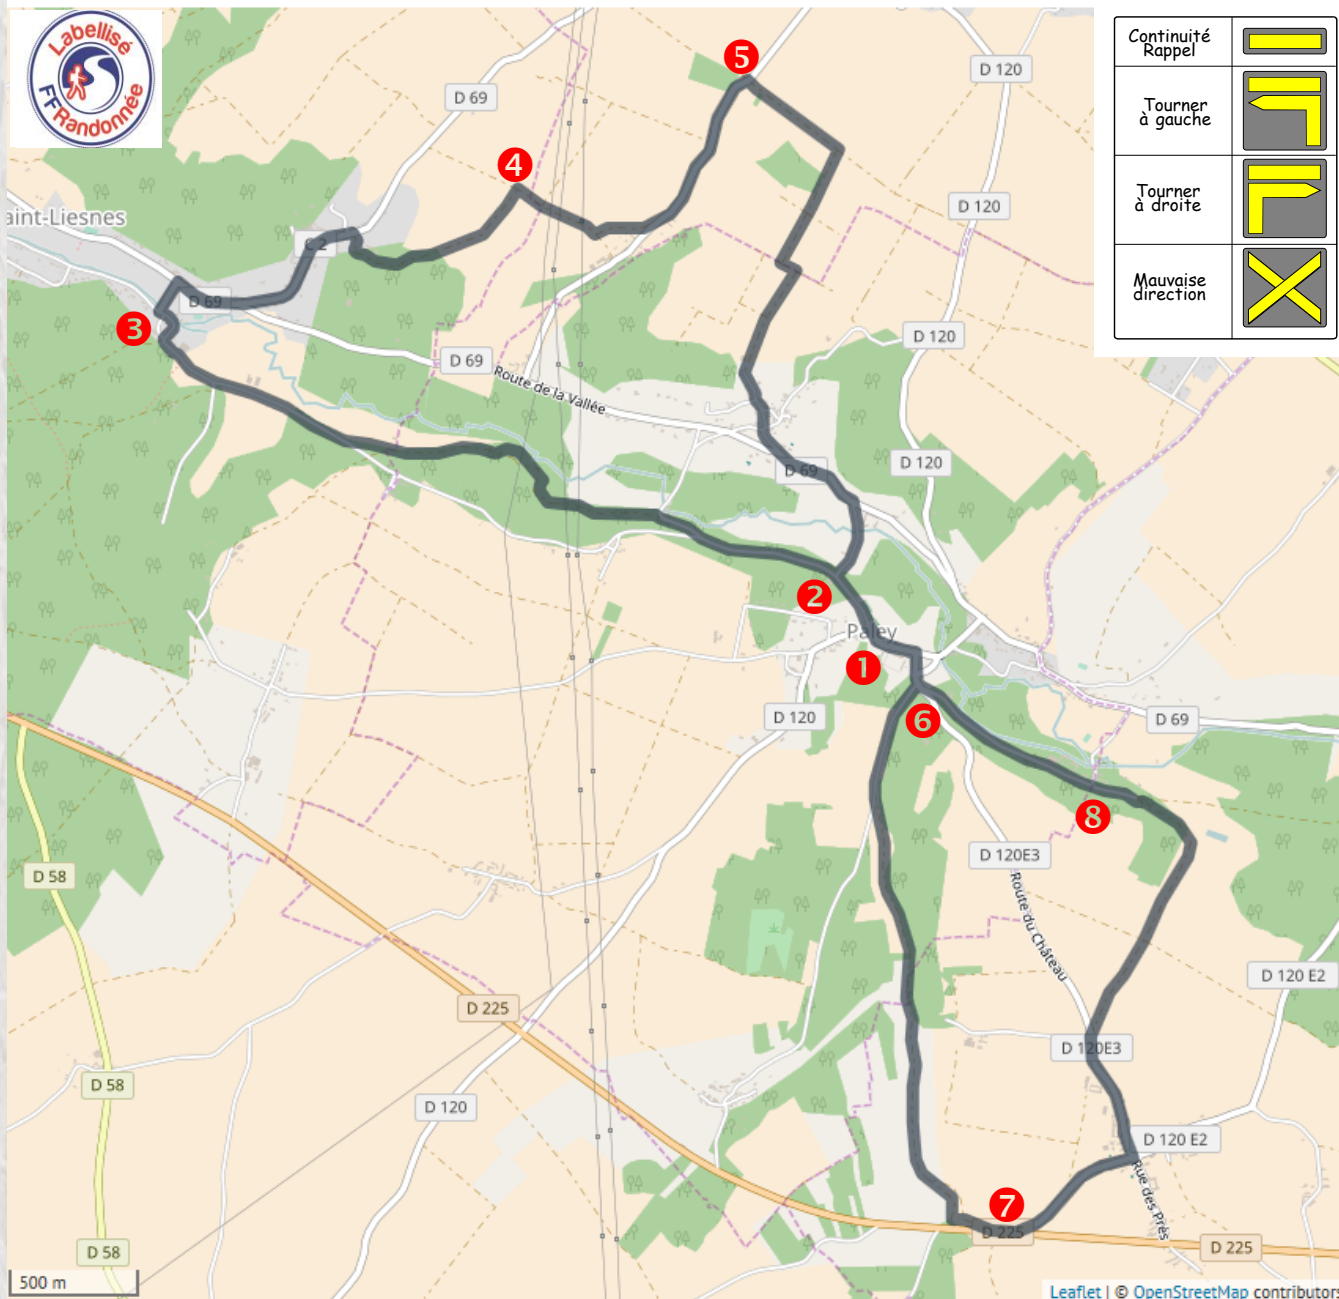 Labellisé
FFRandonnée
Continuité
Rappel
Tourner
à gauche
Tourner
à droite
Mauvaise
direction
5
D 120
D 69
4
D 120
aint-Liesnes
C 2
D 69
3
D 120
D 69
Route de la Vallée
D 120
D 69
2
Paley
1
D 120
6
D 69
8
D 120E3
D 58
Route du Château
D 120 E2
D 225
D 120E3
D 58
D 120
D 120 E2
Rue des Prés
7
D 225
D 225
D 58
500 m
Leaflet | © OpenStreetMap contributors